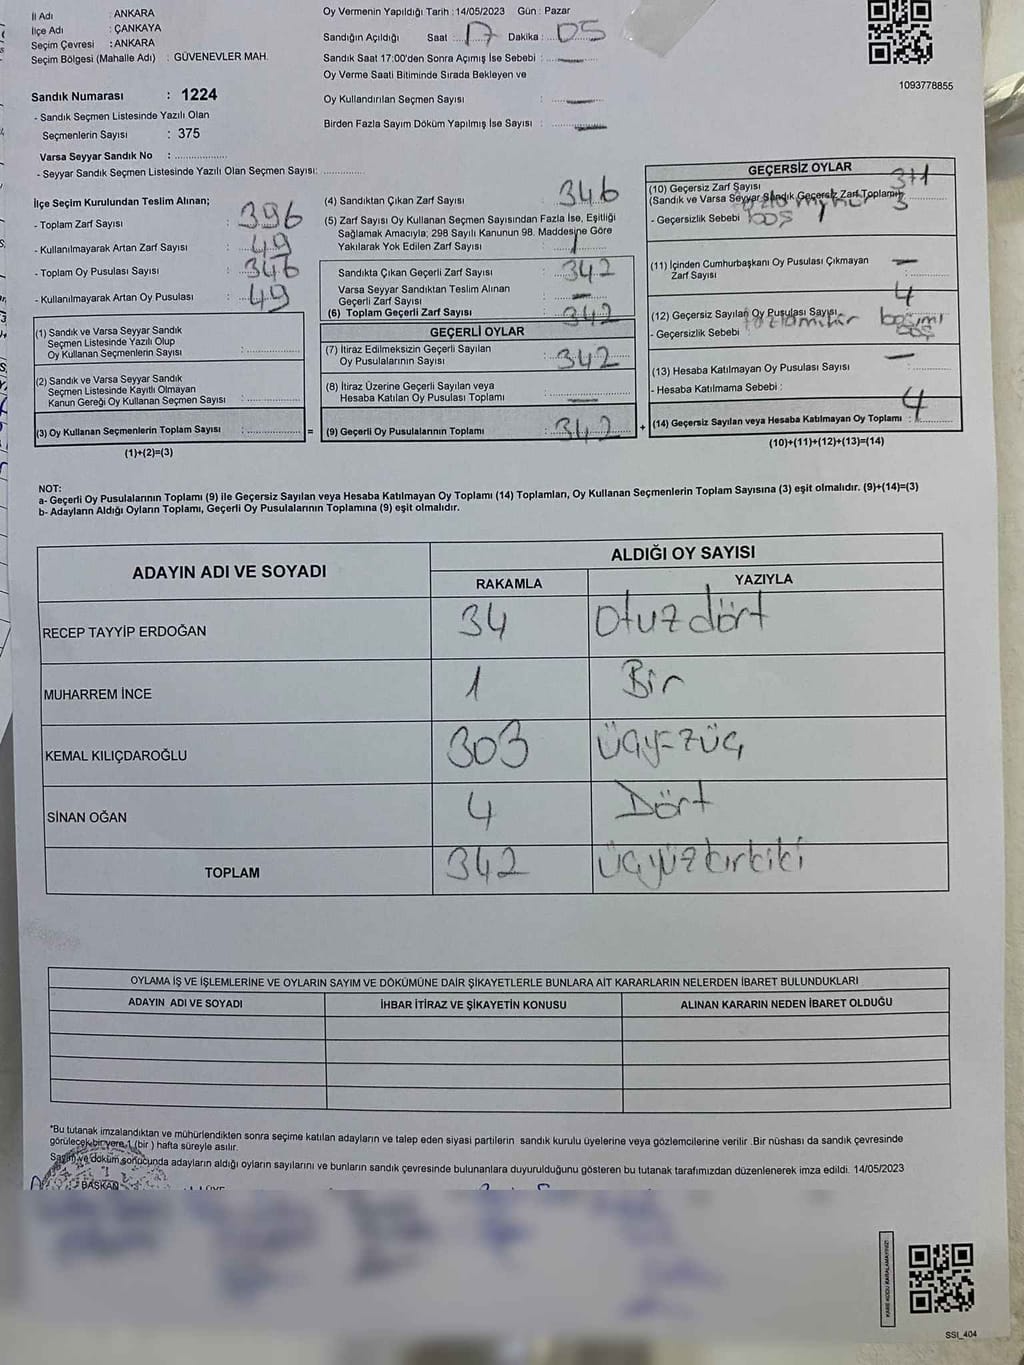 İl Adı : ANKARA
İlçe Adı : ÇANKAYA
Seçim Çevresi : ANKARA
Seçim Bölgesi (Mahalle Adı) : GÜVENEVLER MAH.
Sandık Numarası : 1224
- Sandık Seçmen Listesinde Yazılı Olan
Seçmenlerin Sayısı : 375
Varsa Seyyar Sandık No :
- Seyyar Sandık Seçmen Listesinde Yazılı Olan Seçmen Sayısı:
Oy Vermenin Yapıldığı Tarih : 14/05/2023 Gün : Pazar
Sandığın Açıldığı Saat : 17 Dakika : 05
Sandık Saat 17:00'den Sonra Açımış İse Sebebi : —
Oy Verme Saati Bitiminde Sırada Bekleyen ve
Oy Kullandırılan Seçmen Sayısı : —
Birden Fazla Sayım Döküm Yapılmış İse Sayısı : —
1093778855
İlçe Seçim Kurulundan Teslim Alınan;
- Toplam Zarf Sayısı : 396
- Kullanılmayarak Artan Zarf Sayısı : 49
- Toplam Oy Pusulası Sayısı : 346
- Kullanılmayarak Artan Oy Pusulası : 49
(1) Sandık ve Varsa Seyyar Sandık
Seçmen Listesinde Yazılı Olup
Oy Kullanan Seçmenlerin Sayısı :
(2) Sandık ve Varsa Seyyar Sandık
Seçmen Listesinde Kayıtlı Olmayan
Kanun Gereği Oy Kullanan Seçmen Sayısı :
(3) Oy Kullanan Seçmenlerin Toplam Sayısı : =
(1)+(2)=(3)
(4) Sandıktan Çıkan Zarf Sayısı : 346
(5) Zarf Sayısı Oy Kullanan Seçmen Sayısından Fazla İse, Eşitliği
Sağlamak Amacıyla; 298 Sayılı Kanunun 98. Maddesine Göre
Yakılarak Yok Edilen Zarf Sayısı :
Sandıkta Çıkan Geçerli Zarf Sayısı : 342
Varsa Seyyar Sandıktan Teslim Alınan
Geçerli Zarf Sayısı : —
(6) Toplam Geçerli Zarf Sayısı : 342
GEÇERLİ OYLAR
(7) İtiraz Edilmeksizin Geçerli Sayılan
Oy Pusulalarının Sayısı : 342
(8) İtiraz Üzerine Geçerli Sayılan veya
Hesaba Katılan Oy Pusulası Toplamı : —
(9) Geçerli Oy Pusulalarının Toplamı : 342 +
GEÇERSİZ OYLAR
(10) Geçersiz Zarf Sayısı 3+1
(Sandık ve Varsa Seyyar Sandık Geçersiz Zarf Toplamı) 3
- Geçersizlik Sebebi boş
(11) İçinden Cumhurbaşkanı Oy Pusulası Çıkmayan —
Zarf Sayısı :
4
(12) Geçersiz Sayılan Oy Pusulası Sayısı
- Geçersizlik Sebebi
(13) Hesaba Katılmayan Oy Pusulası Sayısı —
- Hesaba Katılmama Sebebi :
(14) Geçersiz Sayılan veya Hesaba Katılmayan Oy Toplamı : 4
(10)+(11)+(12)+(13)=(14)
NOT:
a- Geçerli Oy Pusulalarının Toplamı (9) ile Geçersiz Sayılan veya Hesaba Katılmayan Oy Toplamı (14) Toplamları, Oy Kullanan Seçmenlerin Toplam Sayısına (3) eşit olmalıdır. (9)+(14)=(3)
b- Adayların Aldığı Oyların Toplamı, Geçerli Oy Pusulalarının Toplamına (9) eşit olmalıdır.
ADAYIN ADI VE SOYADI ALDIĞI OY SAYISI
RAKAMLA YAZIYLA
RECEP TAYYİP ERDOĞAN 34 Otuzdört
MUHARREM İNCE 1 Bir
KEMAL KILIÇDAROĞLU 303 Üçyüzüç
SİNAN OĞAN 4 Dört
TOPLAM 342 Üçyüzkırkiki
OYLAMA İŞ VE İŞLEMLERİNE VE OYLARIN SAYIM VE DÖKÜMÜNE DAİR ŞİKAYETLERLE BUNLARA AİT KARARLARIN NELERDEN İBARET BULUNDUKLARI
ADAYIN ADI VE SOYADI İHBAR İTİRAZ VE ŞİKAYETİN KONUSU ALINAN KARARIN NEDEN İBARET OLDUĞU
"Bu tutanak imzalandıktan ve mühürlendikten sonra seçime katılan adayların ve talep eden siyasi partilerin sandık kurulu üyelerine veya gözlemcilerine verilir .Bir nüshası da sandık çevresinde
görülecek bir yere 1 (bir ) hafta süreyle asılır.
Sayım ve döküm sonucunda adayların aldığı oyların sayılarını ve bunların sandık çevresinde bulunanlara duyurulduğunu gösteren bu tutanak tarafımızdan düzenlenerek imza edildi. 14/05/2023
BAŞKAN
KARE KODU KARALAMAYINIZ!
SSI_404